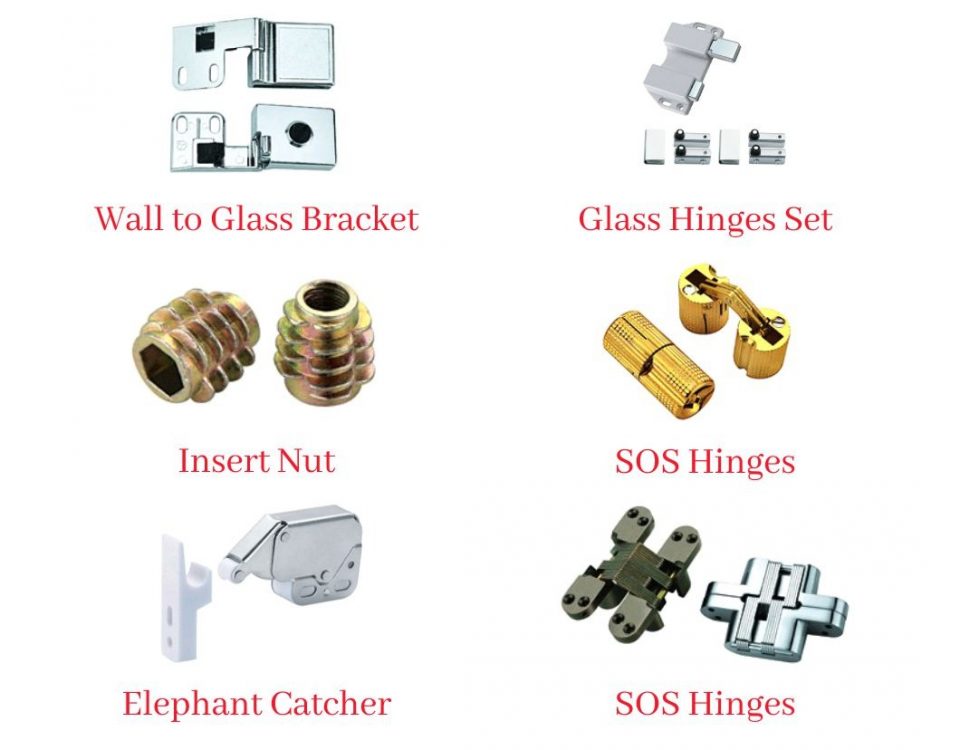 Wall to Glass Bracket
Glass Hinges Set
Insert Nut
SOS Hinges
Elephant Catcher
SOS Hinges